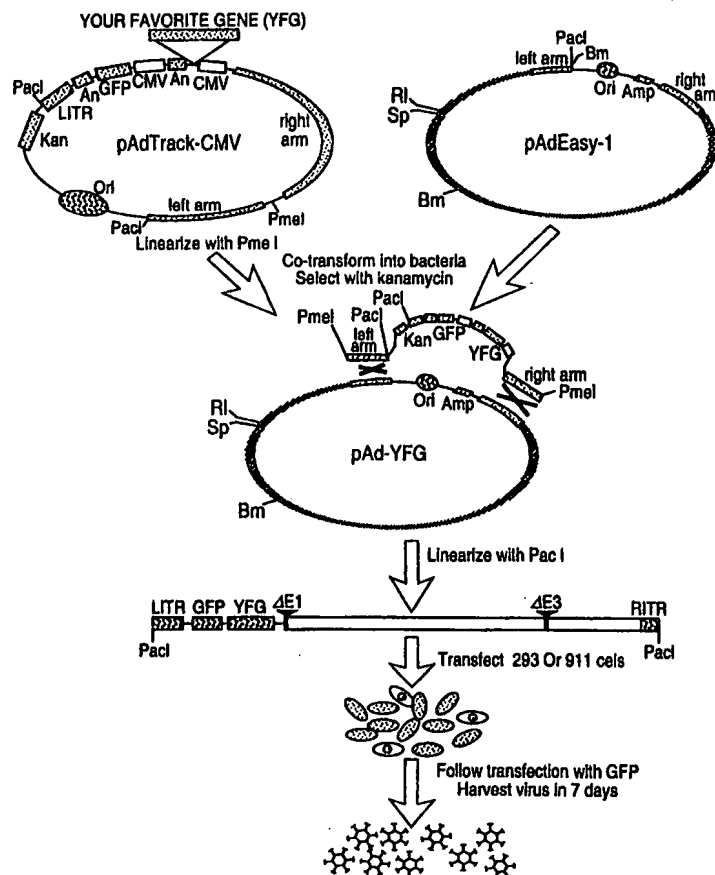 YOUR FAVORITE GENE (YFG)
PacI
LITR
An
GFP
CMV
An
CMV
Kan
right
arm
pAdTrack-CMV
Ori
left arm
PacI
PmeI
Linearize with Pme I
PacI
left arm
Bm
Ori
Amp
right
arm
RI
Sp
pAdEasy-1
Bm
Co-transform into bacteria
Select with kanamycin
PacI
PmeI
PacI
left
arm
Kan
GFP
YFG
right arm
PmeI
Ori
Amp
RI
Sp
pAd-YFG
Bm
Linearize with Pac I
LITR GFP YFG ΔE1 ΔE3 RITR
PacI PacI
Transfect 293 Or 911 cels
Follow transfection with GFP
Harvest virus in 7 days